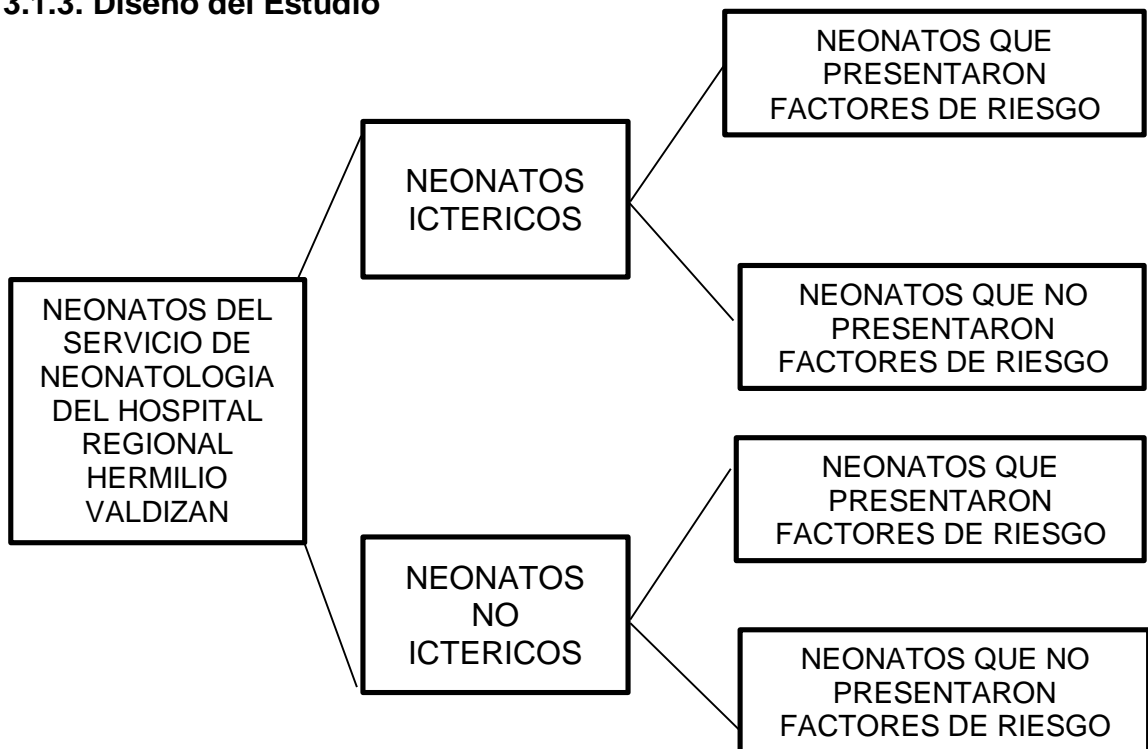 3.1.3. Diseño del Estudio
NEONATOS QUE
PRESENTARON
FACTORES DE RIESGO
NEONATOS
ICTERICOS
NEONATOS QUE NO
PRESENTARON
FACTORES DE RIESGO
NEONATOS DEL
SERVICIO DE
NEONATOLOGIA
DEL HOSPITAL
REGIONAL
HERMILIO
VALDIZAN
NEONATOS QUE
PRESENTARON
FACTORES DE RIESGO
NEONATOS
NO
ICTERICOS
NEONATOS QUE NO
PRESENTARON
FACTORES DE RIESGO